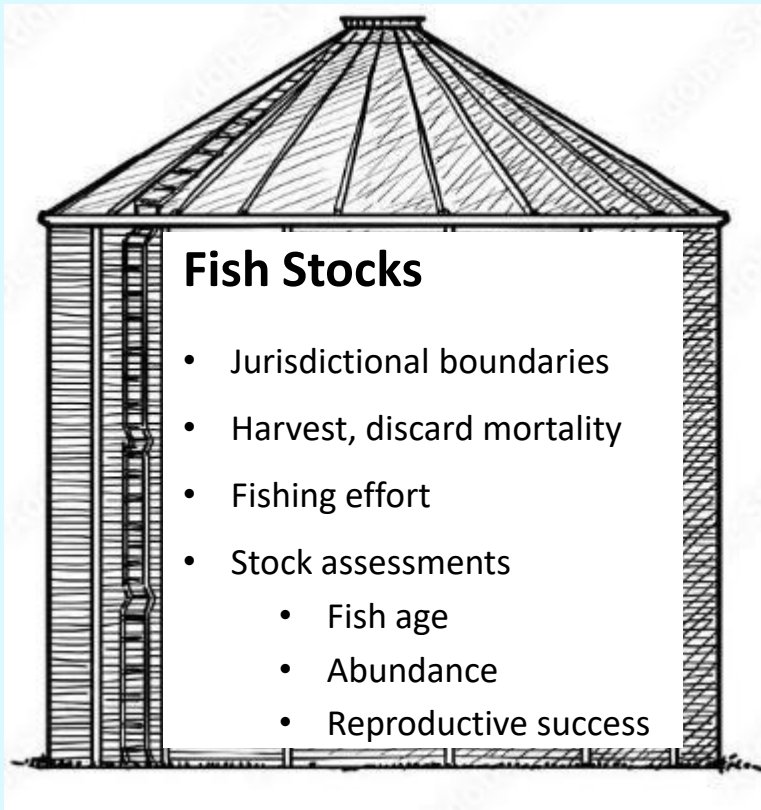 Fish Stocks
• Jurisdictional boundaries
• Harvest, discard mortality
• Fishing effort
• Stock assessments
• Fish age
• Abundance
• Reproductive success